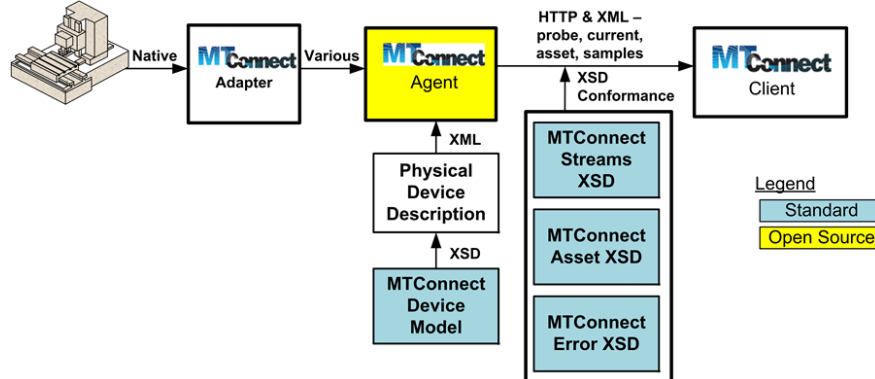 Native
MTConnect
Adapter
Various
MTConnect
Agent
HTTP & XML –
probe, current,
asset, samples
XSD
Conformance
MTConnect
Client
XML
Physical
Device
Description
XSD
MTConnect
Device
Model
MTConnect
Streams
XSD
MTConnect
Asset XSD
MTConnect
Error XSD
Legend
Standard
Open Source